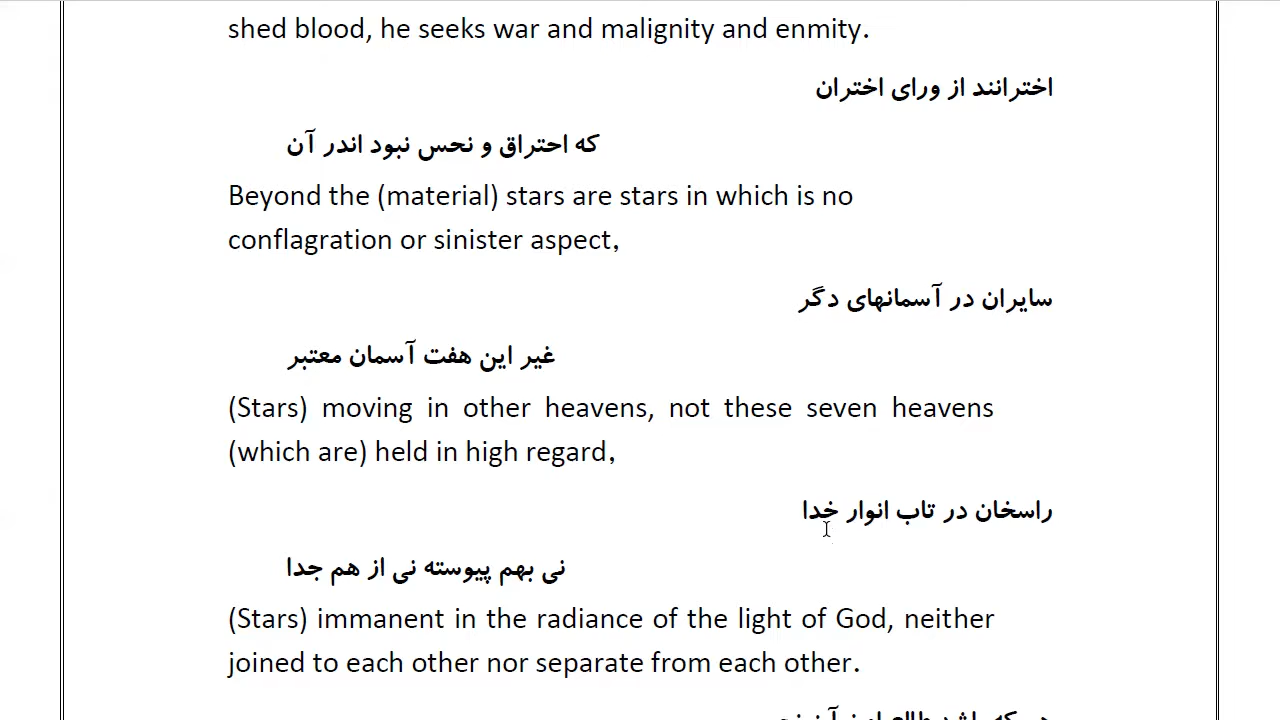 shed blood, he seeks war and malignity and enmity.
اخترانند از ورای اختران
که احتراق و نحس نبود اندر آن
Beyond the (material) stars are stars in which is no
conflagration or sinister aspect,
سایران در آسمانهای دگر
غیر این هفت آسمان معتبر
(Stars) moving in other heavens, not these seven heavens
(which are) held in high regard,
راسخان در تاب انوار خدا
نی بهم پیوسته نی از هم جدا
(Stars) immanent in the radiance of the light of God, neither
joined to each other nor separate from each other.